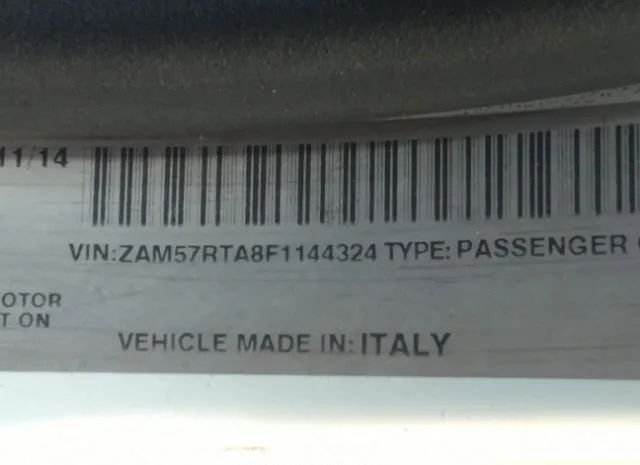 11/14
VIN:ZAM57RTA8F1144324 TYPE: PASSENGER
OTOR
T ON
VEHICLE MADE IN: ITALY